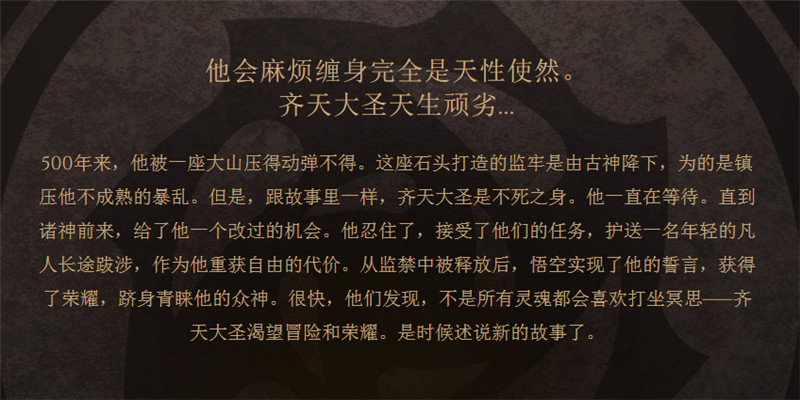 他会麻烦缠身完全是天性使然。
齐天大圣天生顽劣...
500年来，他被一座大山压得动弹不得。这座石头打造的监牢是由古神降下，为的是镇
压他不成熟的暴乱。但是，跟故事里一样，齐天大圣是不死之身。他一直在等待。直到
诸神前来，给了他一个改过的机会。他忍住了，接受了他们的任务，护送一名年轻的凡
人长途跋涉，作为他重获自由的代价。从监禁中被释放后，悟空实现了他的誓言，获得
了荣耀，跻身青睐他的众神。很快，他们发现，不是所有灵魂都会喜欢打坐冥思——齐
天大圣渴望冒险和荣耀。是时候述说新的故事了。